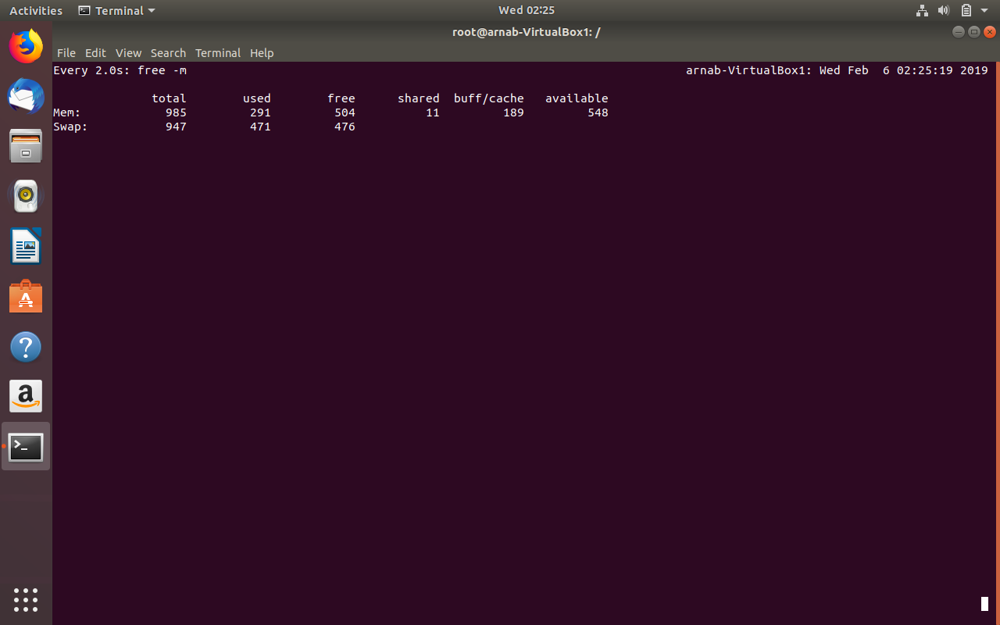 Activities Terminal Wed 02:25
root@arnab-VirtualBox1: /
File Edit View Search Terminal Help
Every 2.0s: free -m arnab-VirtualBox1: Wed Feb  6 02:25:19 2019
total used free shared buff/cache available
Mem: 985 291 504 11 189 548
Swap: 947 471 476